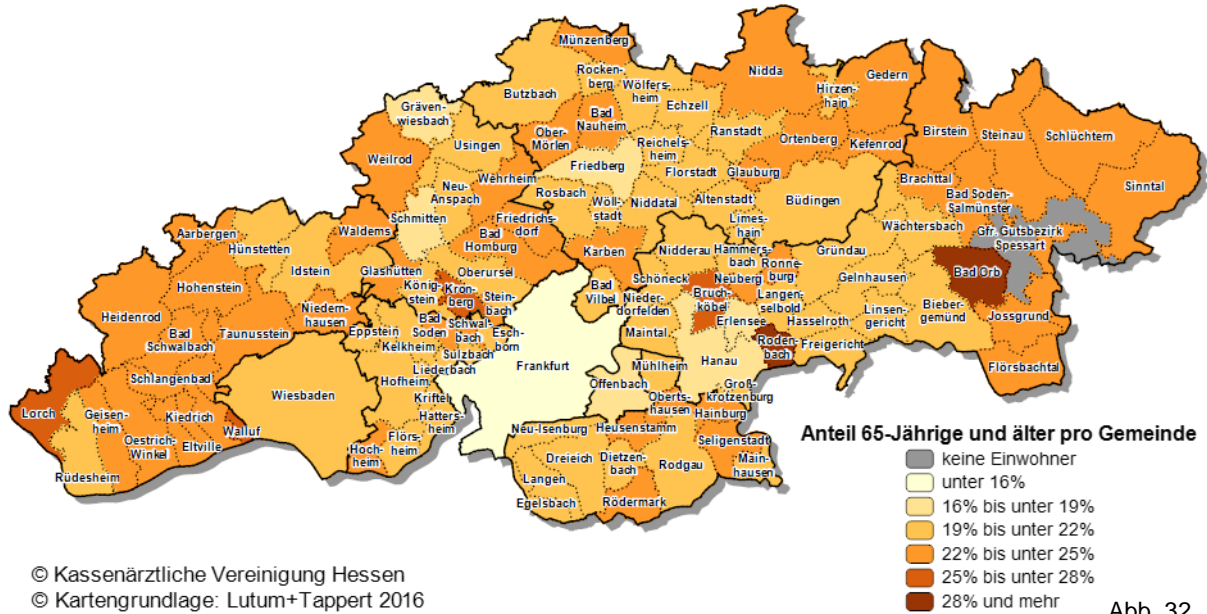 Münzenberg
Rocken-
berg
Wölfers-
heim
Nidda
Gedern
Hirzen-
hain
Butzbach
Echzell
Gräven-
wiesbach
Bad
Nauheim
Ober-
Mörlen
Ranstadt
Ortenberg
Kefenrod
Birstein
Steinau
Schlüchtern
Usingen
Reichels-
heim
Weilrod
Friedberg
Florstadt
Glauburg
Wehrheim
Neu-
Anspach
Rosbach
Wöll-
stadt
Niddatal
Altenstadt
Büdingen
Brachttal
Sinntal
Bad Soden-
Salmünster
Schmitten
Friedrichs-
dorf
Limes-
hain
Wächtersbach
Gfr. Gutsbezirk
Spessart
Aarbergen
Hünstetten
Waldems
Bad
Homburg
Karben
Nidderau
Hammers-
bach
Gründau
Idstein
Glashütten
Oberursel
Schöneck
Neuberg
Ronne-
burg
Gelnhausen
Bad Orb
Hohenstein
König-
stein
Kron-
berg
Stein-
bach
Bad
Vilbel
Nieder-
dorfelden
Bruch-
köbel
Langen-
selbold
Linsen-
gericht
Bieber-
gemünd
Jossgrund
Heidenrod
Niedern-
hausen
Taunusstein
Eppstein
Bad
Soden
Schwal-
bach
Esch-
born
Maintal
Erlensee
Hasselroth
Bad
Schwalbach
Kelkheim
Sulzbach
Roden-
bach
Freigericht
Flörsbachtal
Schlangenbad
Liederbach
Frankfurt
Mühlheim
Hanau
Wiesbaden
Hofheim
Offenbach
Groß-
krotzenburg
Lorch
Geisen-
heim
Kiedrich
Kriftel
Oberts-
hausen
Hainburg
Walluf
Hatters-
heim
Oestrich-
Winkel
Eltville
Hoch-
heim
Flörs-
heim
Neu-Isenburg
Heusenstamm
Seligenstadt
Rüdesheim
Dreieich
Dietzen-
bach
Rodgau
Main-
hausen
Langen
Egelsbach
Rödermark
Anteil 65-Jährige und älter pro Gemeinde
keine Einwohner
unter 16%
16% bis unter 19%
19% bis unter 22%
22% bis unter 25%
25% bis unter 28%
28% und mehr
© Kassenärztliche Vereinigung Hessen
© Kartengrundlage: Lutum+Tappert 2016
Abb. 32